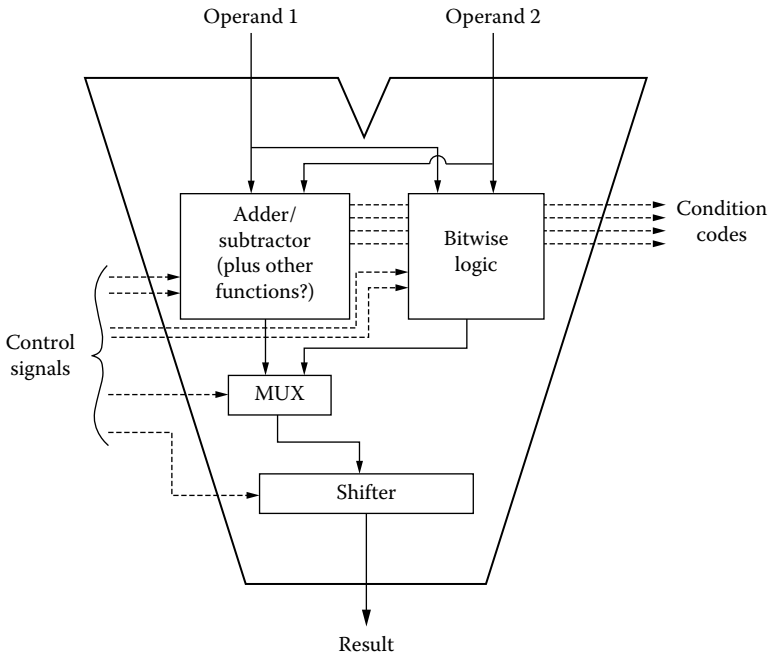 Operand 1
Operand 2
Adder/
subtractor
(plus other
functions?)
Bitwise
logic
Condition
codes
Control
signals
MUX
Shifter
Result